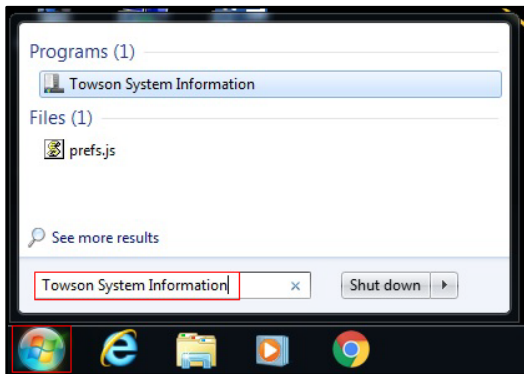 Programs (1)
Towson System Information
Files (1)
prefs.js
See more results
Towson System Information
Shut down